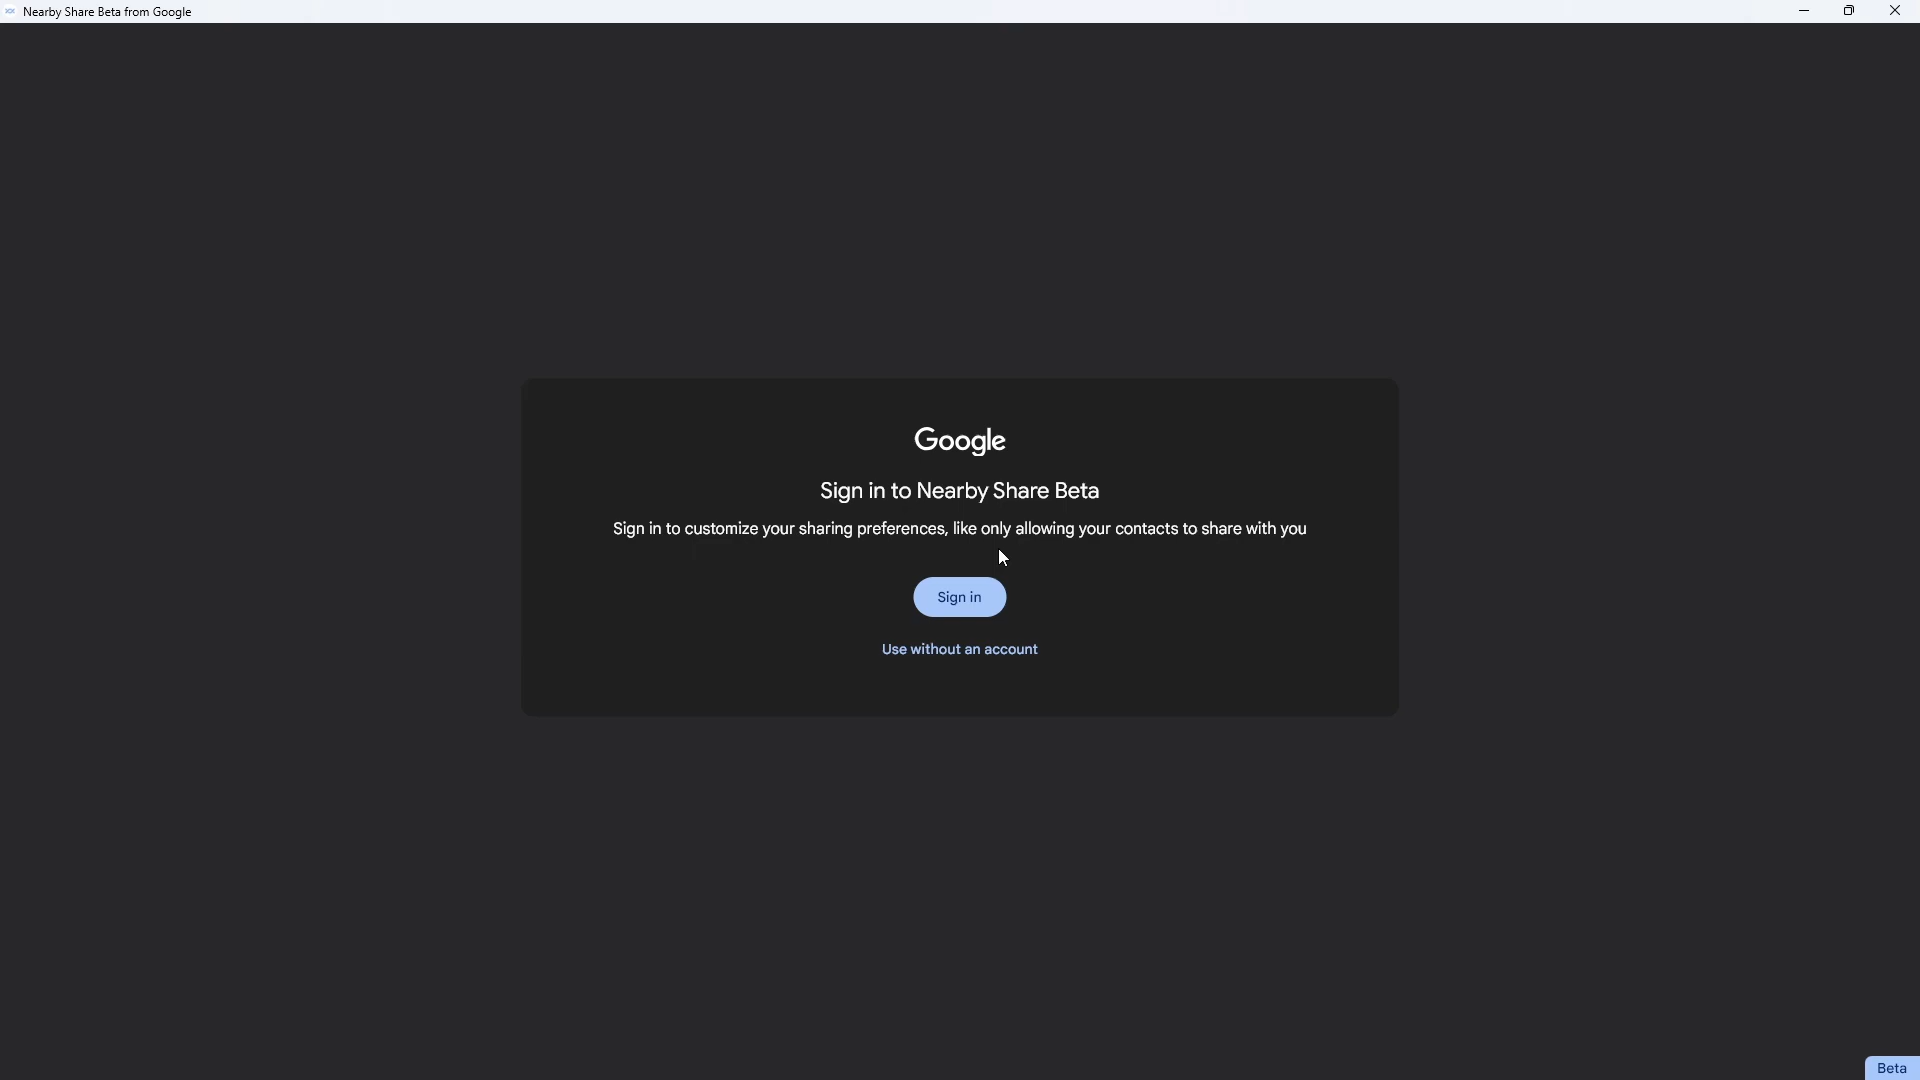 Nearby Share Beta from Google
Google
Sign in to Nearby Share Beta
Sign in to customize your sharing preferences, like only allowing your contacts to share with you
Sign in
Use without an account
Beta